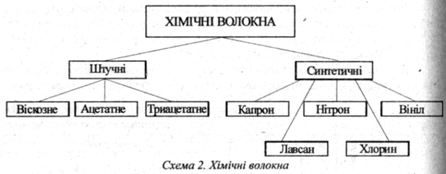 ХІМІЧНІ ВОЛОКНА
Штучні Синтетичні
Віскозне Ацетатне Триацетатне Капрон Нітрон Вініл
Лавсан Хлорин
Схема 2. Хімічні волокна